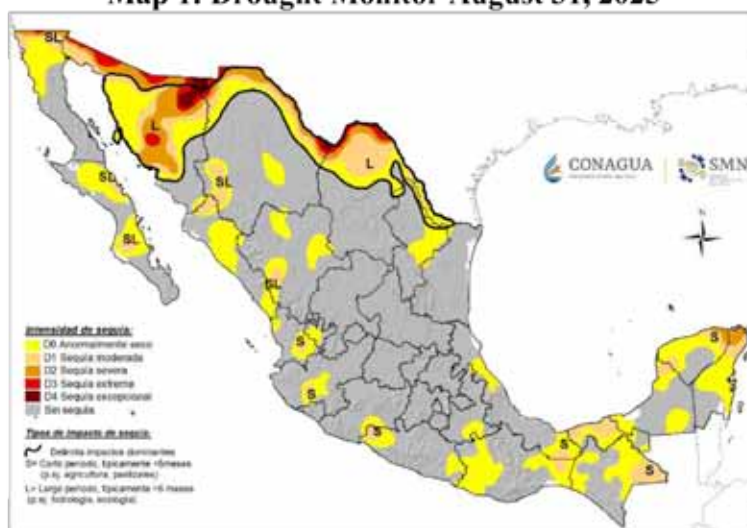 Map 1: Drought Monitor August 31, 2025
SL
L
L
SL
SL
SL
SL
S
S
S
S
S
S
CONAGUA
SMN
Intensidad de sequía:
D0 Anormalmente seco
D1 Sequía moderada
D2 Sequía severa
D3 Sequía extrema
D4 Sequía excepcional
Sin sequía
Tipos de impacto de sequía:
Delimita impactos dominantes
S= Corto periodo, típicamente <6meses
(p.ej. agricultura, pastizales)
L= Largo periodo, típicamente >6 meses
(p.ej. hidrología, ecología)